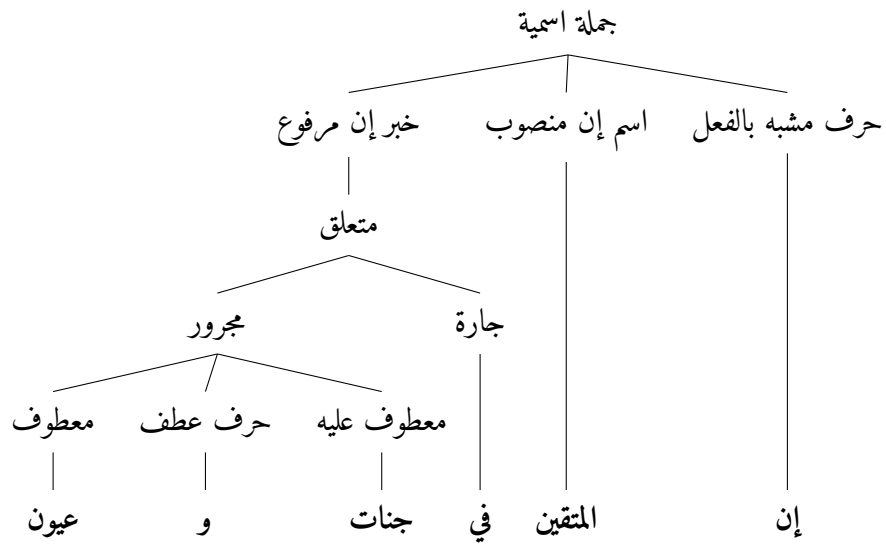 جملة اسمية
حرف مشبه بالفعل اسم إن منصوب خبر إن مرفوع
متعلق
جارة مجرور
معطوف عليه حرف عطف معطوف
إن المتقين في جنات و عيون